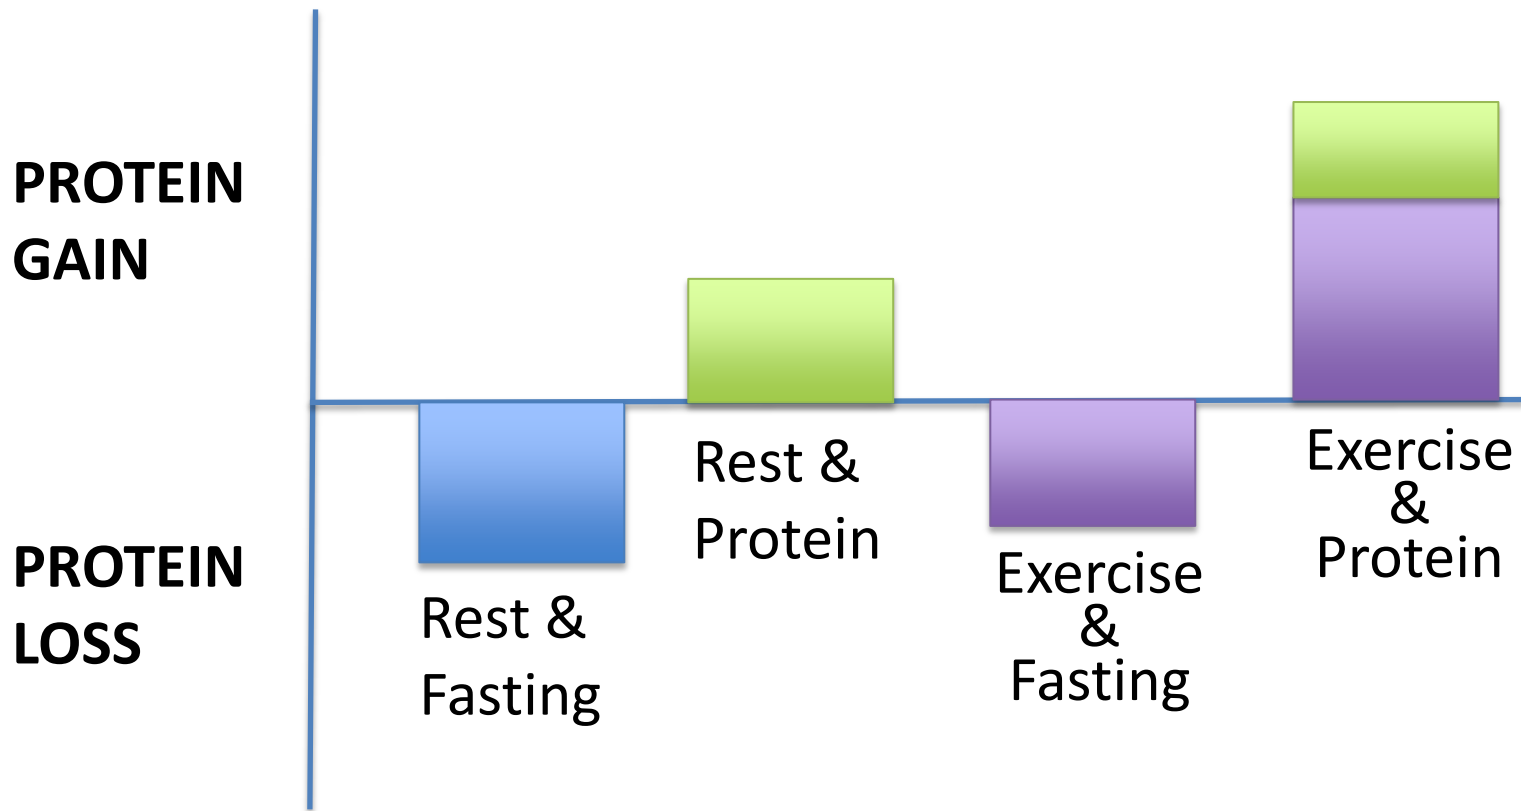 PROTEIN
GAIN
PROTEIN
LOSS
Rest &
Fasting
Rest &
Protein
Exercise
&
Fasting
Exercise
&
Protein